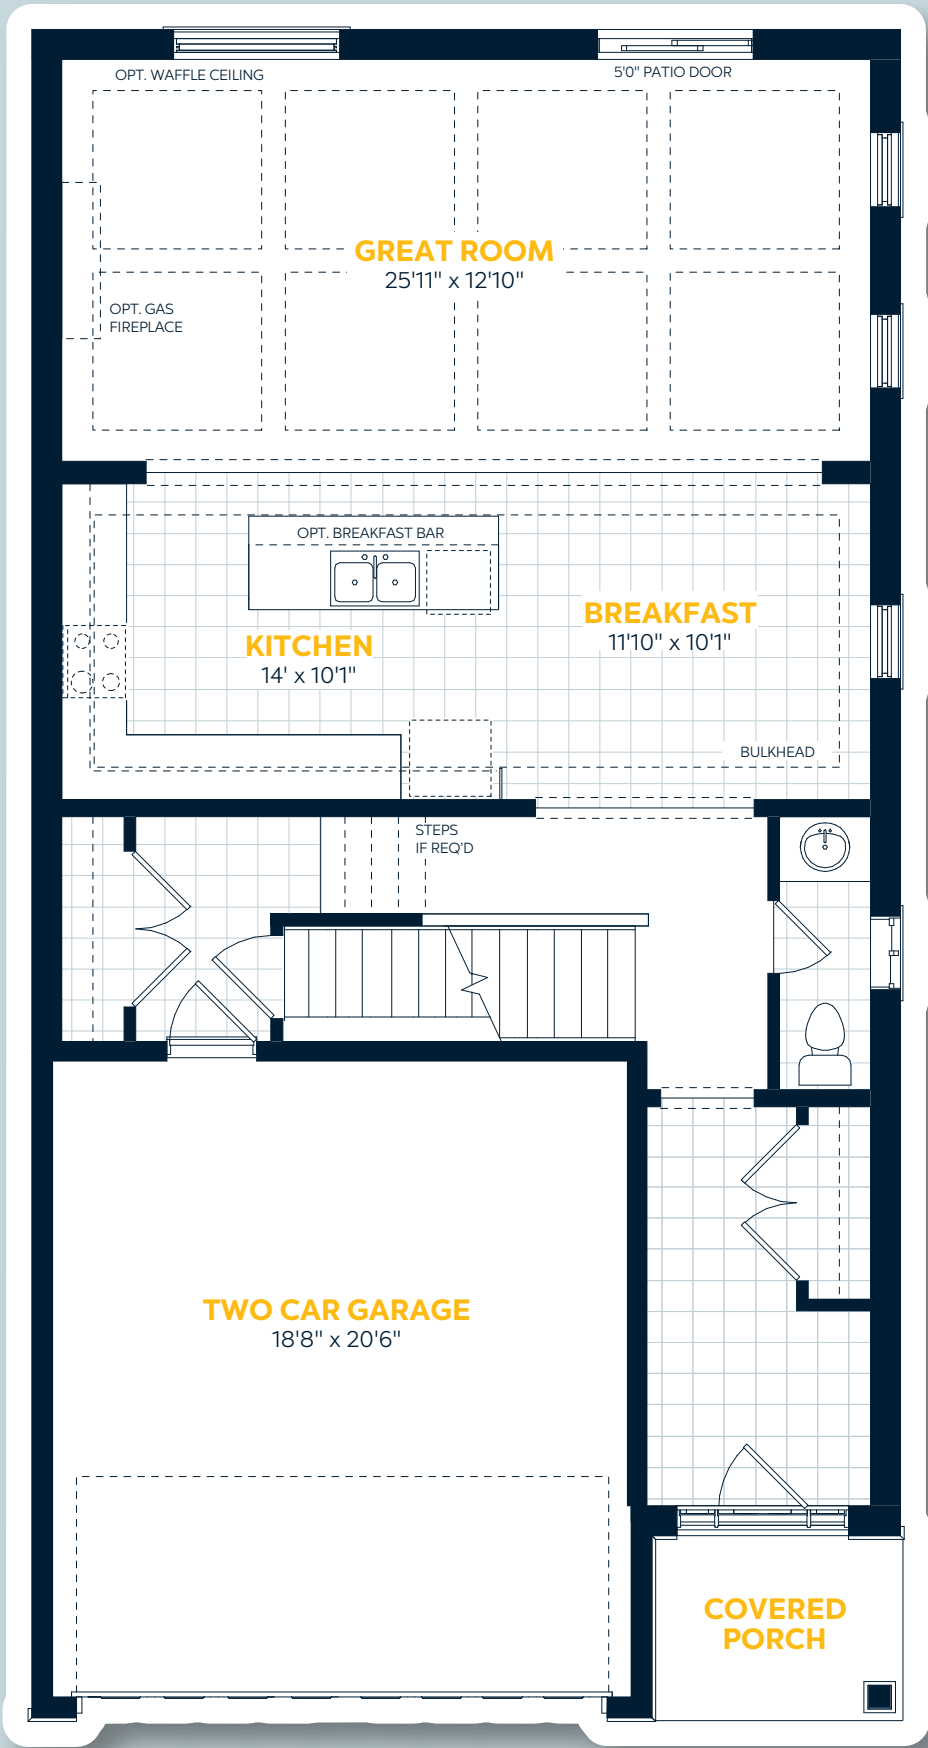 OPT. WAFFLE CEILING
5'0" PATIO DOOR
GREAT ROOM
25'11" x 12'10"
OPT. GAS
FIREPLACE
OPT. BREAKFAST BAR
BREAKFAST
11'10" x 10'1"
KITCHEN
14' x 10'1"
BULKHEAD
STEPS
IF REQ'D
TWO CAR GARAGE
18'8" x 20'6"
COVERED
PORCH